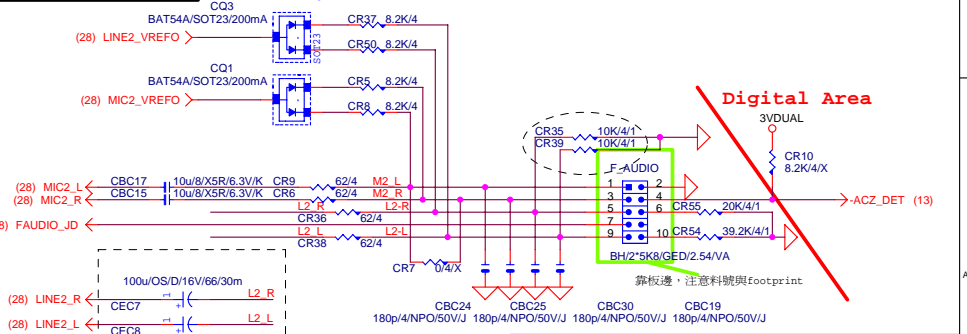 CQ3
BAT54A/SOT23/200mA
(28) LINE2_VREFO
SOT23
CR37 8.2K/4
CR50 8.2K/4
CQ1
BAT54A/SOT23/200mA
(28) MIC2_VREFO
CR5 8.2K/4
CR8 8.2K/4
Digital Area
3VDUAL
CR10
8.2K/4/X
CR35 10K/4/1
CR39 10K/4/1
F_AUDIO
(28) MIC2_L CBC17 10u/8/X5R/6.3V/K CR9 62/4 M2_L 1 2
(28) MIC2_R CBC15 10u/8/X5R/6.3V/K CR6 62/4 M2_R 3 4
-ACZ_DET (13)
L2_R CR36 62/4 L2-R 5 6 CR55 20K/4/1
8) FAUDIO_JD 7
L2_L CR38 62/4 L2-L 9 10 CR54 39.2K/4/1
CR7 0/4/X
BH/2*5K8/GED/2.54/VA
靠板邊，注意料號與footprint
100u/OS/D/16V/66/30m
(28) LINE2_R CEC7 1 + L2_R
(28) LINE2_L CEC8 1 + L2_L
CBC24 CBC25 CBC30 CBC19
180p/4/NPO/50V/J 180p/4/NPO/50V/J 180p/4/NPO/50V/J 180p/4/NPO/50V/J
A